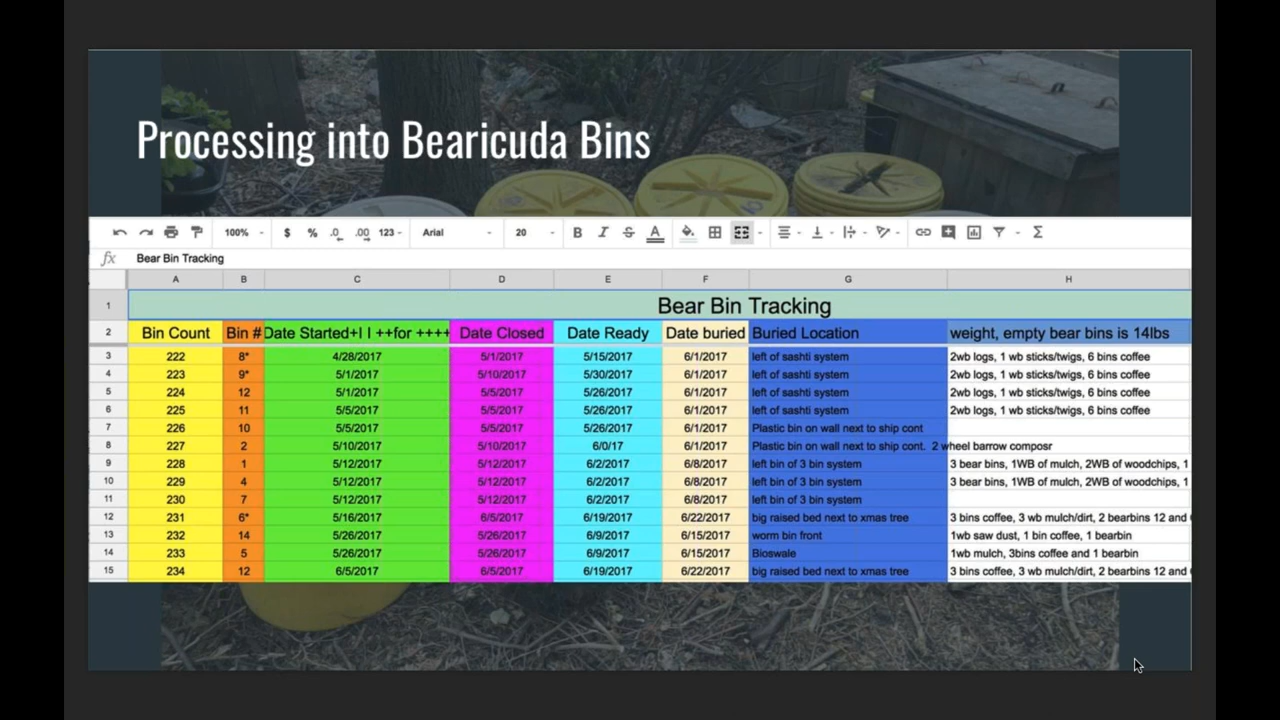 Processing into Bearicuda Bins
100% $ % .0 .00 123 Arial 20 B I S A Σ
fx Bear Bin Tracking
A B C D E F G H
1 Bear Bin Tracking
2 Bin Count Bin # Date Started+I I ++for ++++ Date Closed Date Ready Date buried Buried Location weight, empty bear bins is 14lbs
3 222 8* 4/28/2017 5/1/2017 5/15/2017 6/1/2017 left of sashti system 2wb logs, 1 wb sticks/twigs, 6 bins coffee
4 223 9* 5/1/2017 5/10/2017 5/30/2017 6/1/2017 left of sashti system 2wb logs, 1 wb sticks/twigs, 6 bins coffee
5 224 12 5/1/2017 5/5/2017 5/26/2017 6/1/2017 left of sashti system 2wb logs, 1 wb sticks/twigs, 6 bins coffee
6 225 11 5/5/2017 5/5/2017 5/26/2017 6/1/2017 left of sashti system 2wb logs, 1 wb sticks/twigs, 6 bins coffee
7 226 10 5/5/2017 5/5/2017 5/26/2017 6/1/2017 Plastic bin on wall next to ship cont
8 227 2 5/10/2017 5/10/2017 6/0/17 6/1/2017 Plastic bin on wall next to ship cont. 2 wheel barrow composr
9 228 1 5/12/2017 5/12/2017 6/2/2017 6/8/2017 left bin of 3 bin system 3 bear bins, 1WB of mulch, 2WB of woodchips, 1
10 229 4 5/12/2017 5/12/2017 6/2/2017 6/8/2017 left bin of 3 bin system 3 bear bins, 1WB of mulch, 2WB of woodchips, 1
11 230 7 5/12/2017 5/12/2017 6/2/2017 6/8/2017 left bin of 3 bin system
12 231 6* 5/16/2017 6/5/2017 6/19/2017 6/22/2017 big raised bed next to xmas tree 3 bins coffee, 3 wb mulch/dirt, 2 bearbins 12 and
13 232 14 5/26/2017 5/26/2017 6/9/2017 6/15/2017 worm bin front 1wb saw dust, 1 bin coffee, 1 bearbin
14 233 5 5/26/2017 5/26/2017 6/9/2017 6/15/2017 Bioswale 1wb mulch, 3bins coffee and 1 bearbin
15 234 12 6/5/2017 6/5/2017 6/19/2017 6/22/2017 big raised bed next to xmas tree 3 bins coffee, 3 wb mulch/dirt, 2 bearbins 12 and